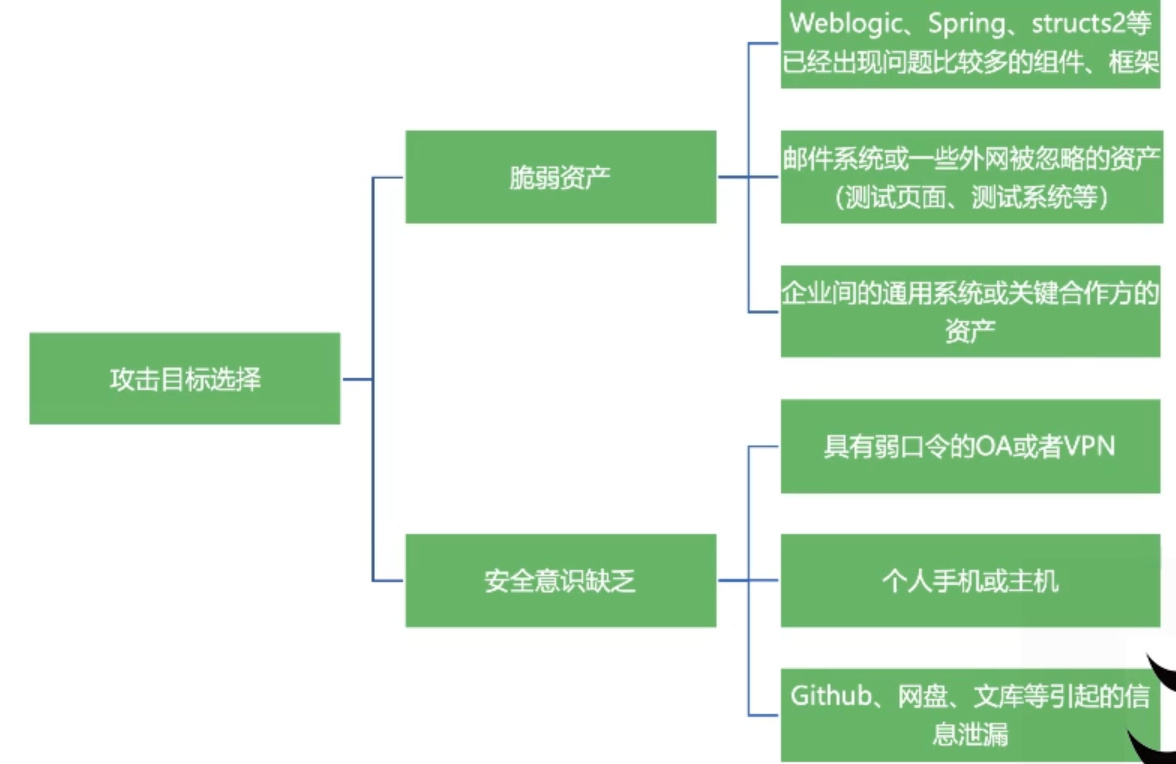 攻击目标选择
脆弱资产
Weblogic、Spring、structs2等
已经出现问题比较多的组件、框架
邮件系统或一些外网被忽略的资产
（测试页面、测试系统等）
企业间的通用系统或关键合作方的
资产
安全意识缺乏
具有弱口令的OA或者VPN
个人手机或主机
Github、网盘、文库等引起的信
息泄漏